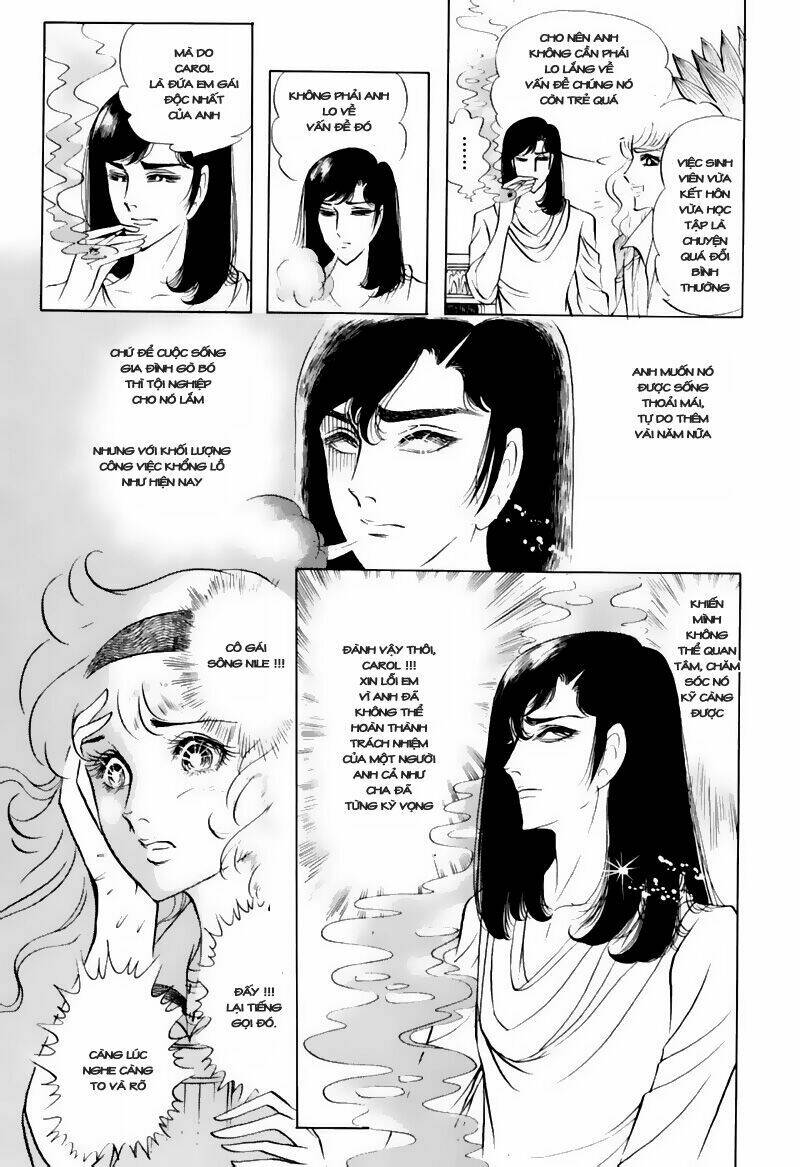 CHO NÊN ANH
KHÔNG CẦN PHẢI
LO LẮNG VỀ
VẤN ĐỀ CHÚNG NÓ
CÒN TRẺ QUÁ
VIỆC SINH
VIÊN VỪA
KẾT HÔN
VỪA HỌC
TẬP LÀ
CHUYỆN
QUÁ ĐỖI
BÌNH
THƯỜNG
......
KHÔNG PHẢI ANH
LO VỀ
VẤN ĐỀ ĐÓ
MÀ DO
CAROL
LÀ ĐỨA EM GÁI
ĐỘC NHẤT
CỦA ANH
ANH MUỐN NÓ
ĐƯỢC SỐNG
THOẢI MÁI,
TỰ DO THÊM
VÀI NĂM NỮA
CHỨ ĐỂ CUỘC SỐNG
GIA ĐÌNH GÒ BÓ
THÌ TỘI NGHIỆP
CHO NÓ LẮM
NHƯNG VỚI KHỐI LƯỢNG
CÔNG VIỆC KHỔNG LỒ
NHƯ HIỆN NAY
KHIẾN
MÌNH
KHÔNG
THỂ QUAN
TÂM, CHĂM
SÓC NÓ
KỸ CÀNG
ĐƯỢC
ĐÀNH VẬY THÔI,
CAROL !!!
XIN LỖI EM
VÌ ANH ĐÃ
KHÔNG THỂ
HOÀN THÀNH
TRÁCH NHIỆM
CỦA MỘT NGƯỜI
ANH CẢ NHƯ
CHA ĐÃ
TỪNG KỲ VỌNG
CÔ GÁI
SÔNG NILE !!!
ĐẤY !!!
LẠI TIẾNG
GỌI ĐÓ.
CÀNG LÚC
NGHE CÀNG
TO VÀ RÕ